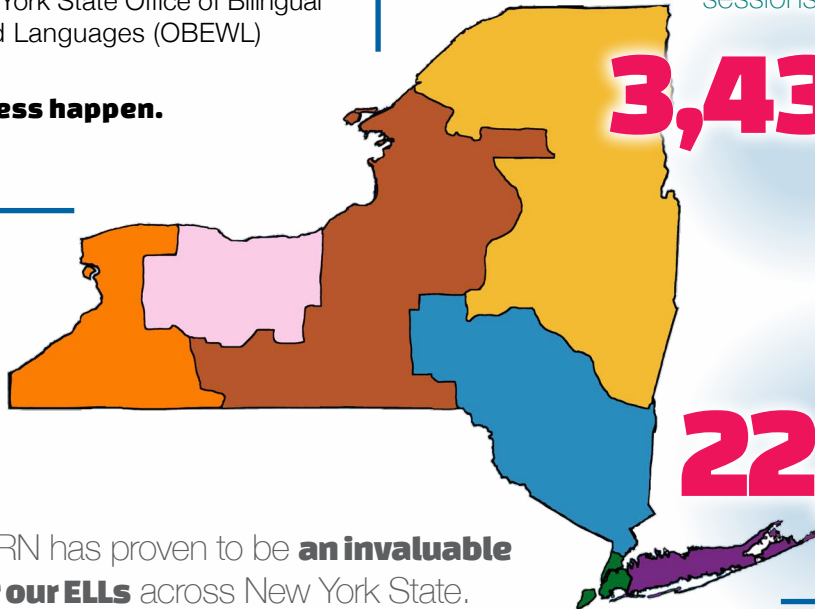 York State Office of Bilingual
Languages (OBEWL)
ess happen.
sessions
3,43
22
RN has proven to be an invaluable
our ELLs across New York State.